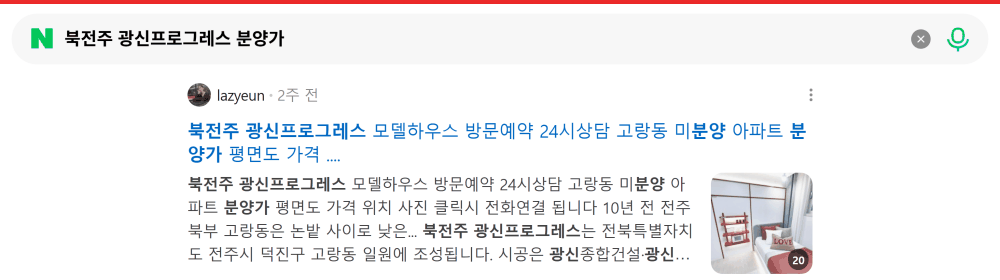 북전주 광신프로그레스 분양가
lazyeun · 2주 전
북전주 광신프로그레스 모델하우스 방문예약 24시상담 고랑동 미분양 아파트 분
양가 평면도 가격 ....
북전주 광신프로그레스 모델하우스 방문예약 24시상담 고랑동 미분양 아
파트 분양가 평면도 가격 위치 사진 클릭시 전화연결 됩니다 10년 전 전주
북부 고랑동은 논밭 사이로 낮은... 북전주 광신프로그레스는 전북특별자치
도 전주시 덕진구 고랑동 일원에 조성됩니다. 시공은 광신종합건설·광신...
LOVE
20